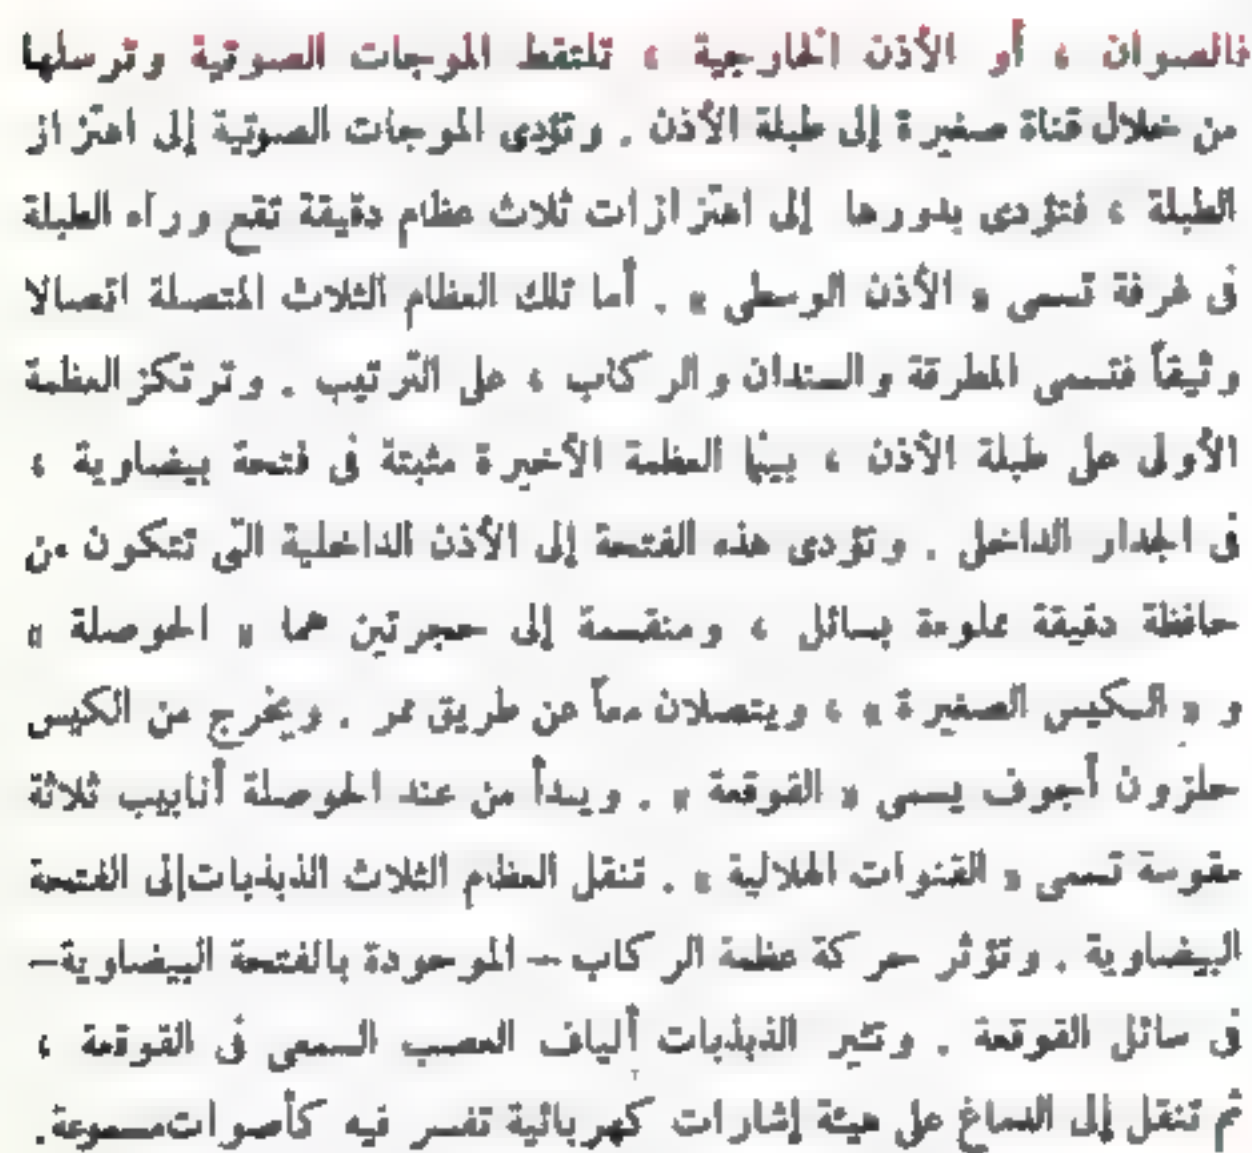 فالصوان ، أو الأذن الخارجية ، تلتقط الموجات الصوتية وترسلها
من خلال قناة صغيرة إلى طبلة الأذن . وتؤدى الموجات الصوتية إلى اهتزاز
الطبلة ، فتؤدى بدورها إلى اهتزازات ثلاث عظام دقيقة تقع وراء الطبلة
فى غرفة تسمى « الأذن الوسطى » . أما تلك العظام الثلاث المتصلة اتصالا
وثيقاً فتسمى المطرقة والسندان والركاب ، على الترتيب . وترتكز العظمة
الأولى على طبلة الأذن ، بينما العظمة الأخيرة مثبتة فى فتحة بيضاوية ،
فى الجدار الداخلى . وتؤدى هذه الفتحة إلى الأذن الداخلية التى تتكون من
حافظة دقيقة مملوءة بسائل ، ومنقسمة إلى حجرتين هما « الحوصلة »
و « الكييس الصغيرة » ، ويتصلان معاً عن طريق ممر . ويخرج من الكيس
حلزون أجوف يسمى « القوقعة » . ويبدأ من عند الحوصلة أنابيب ثلاثة
مقوسة تسمى « القنوات الهلالية » . تنقل العظام الثلاث الذبذبات إلى الفتحة
البيضاوية . وتؤثر حركة عظمة الركاب – الموجودة بالفتحة البيضاوية –
فى سائل القوقعة . وتثير الذبذبات ألياف العصب السمعى فى القوقعة ،
ثم تنقل إلى الدماغ على هيئة إشارات كهربائية تفسر فيه كأصوات مسموعة.